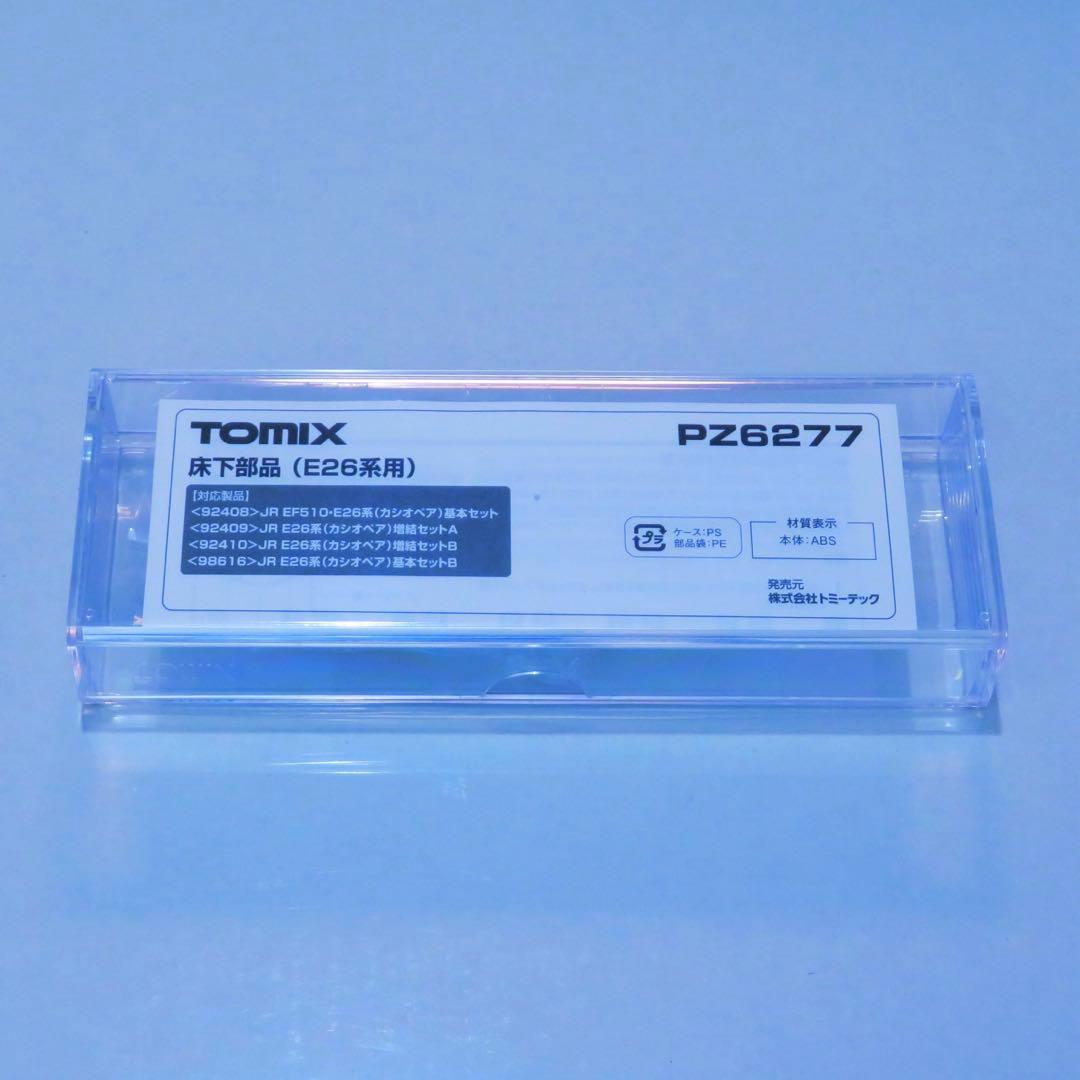 TOMIX
PZ6277
床下部品（E26系用）
【対応製品】
<92408>JR EF510・E26系(カシオペア)基本セット
<92409>JR E26系(カシオペア)増結セットA
<92410>JR E26系(カシオペア)増結セットB
<98616>JR E26系(カシオペア)基本セットB
プラ
ケース:PS
部品袋:PE
材質表示
本体:ABS
発売元
株式会社トミーテック